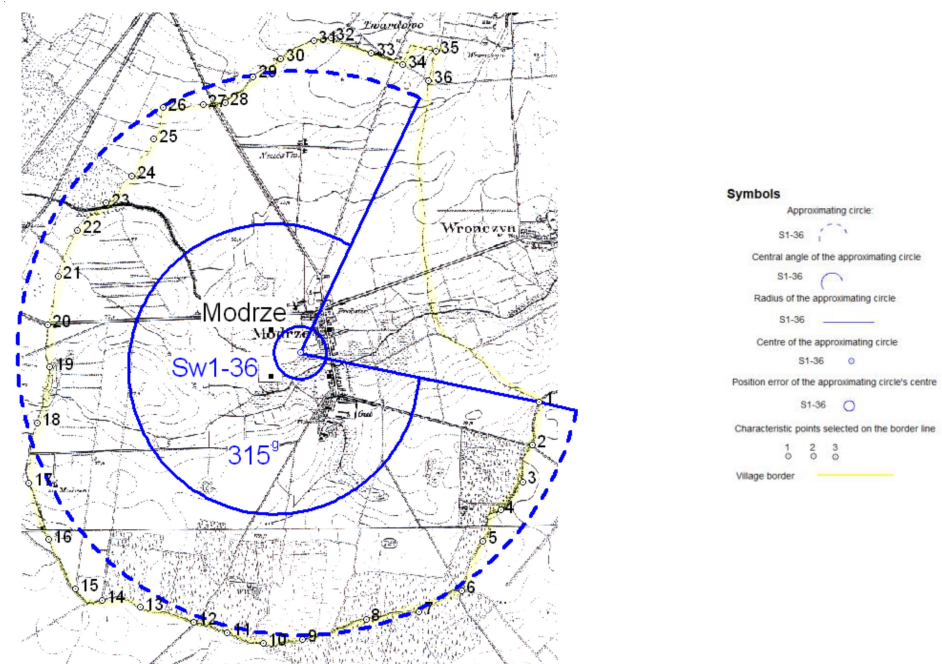 Twardowo
31 32
30
33
34
35
29
36
28
27
26
25
24
23
22
Wrończyn
21
Modrze
Modrze
20
19
Sw1-36
18
1
2
315g
3
17
4
16
5
15
6
14
13
7
8
12
11
10
9
Symbols
Approximating circle:
S1-36
Central angle of the approximating circle
S1-36
Radius of the approximating circle
S1-36
Centre of the approximating circle
S1-36
Position error of the approximating circle's centre
S1-36
Characteristic points selected on the border line
1 2 3
Village border